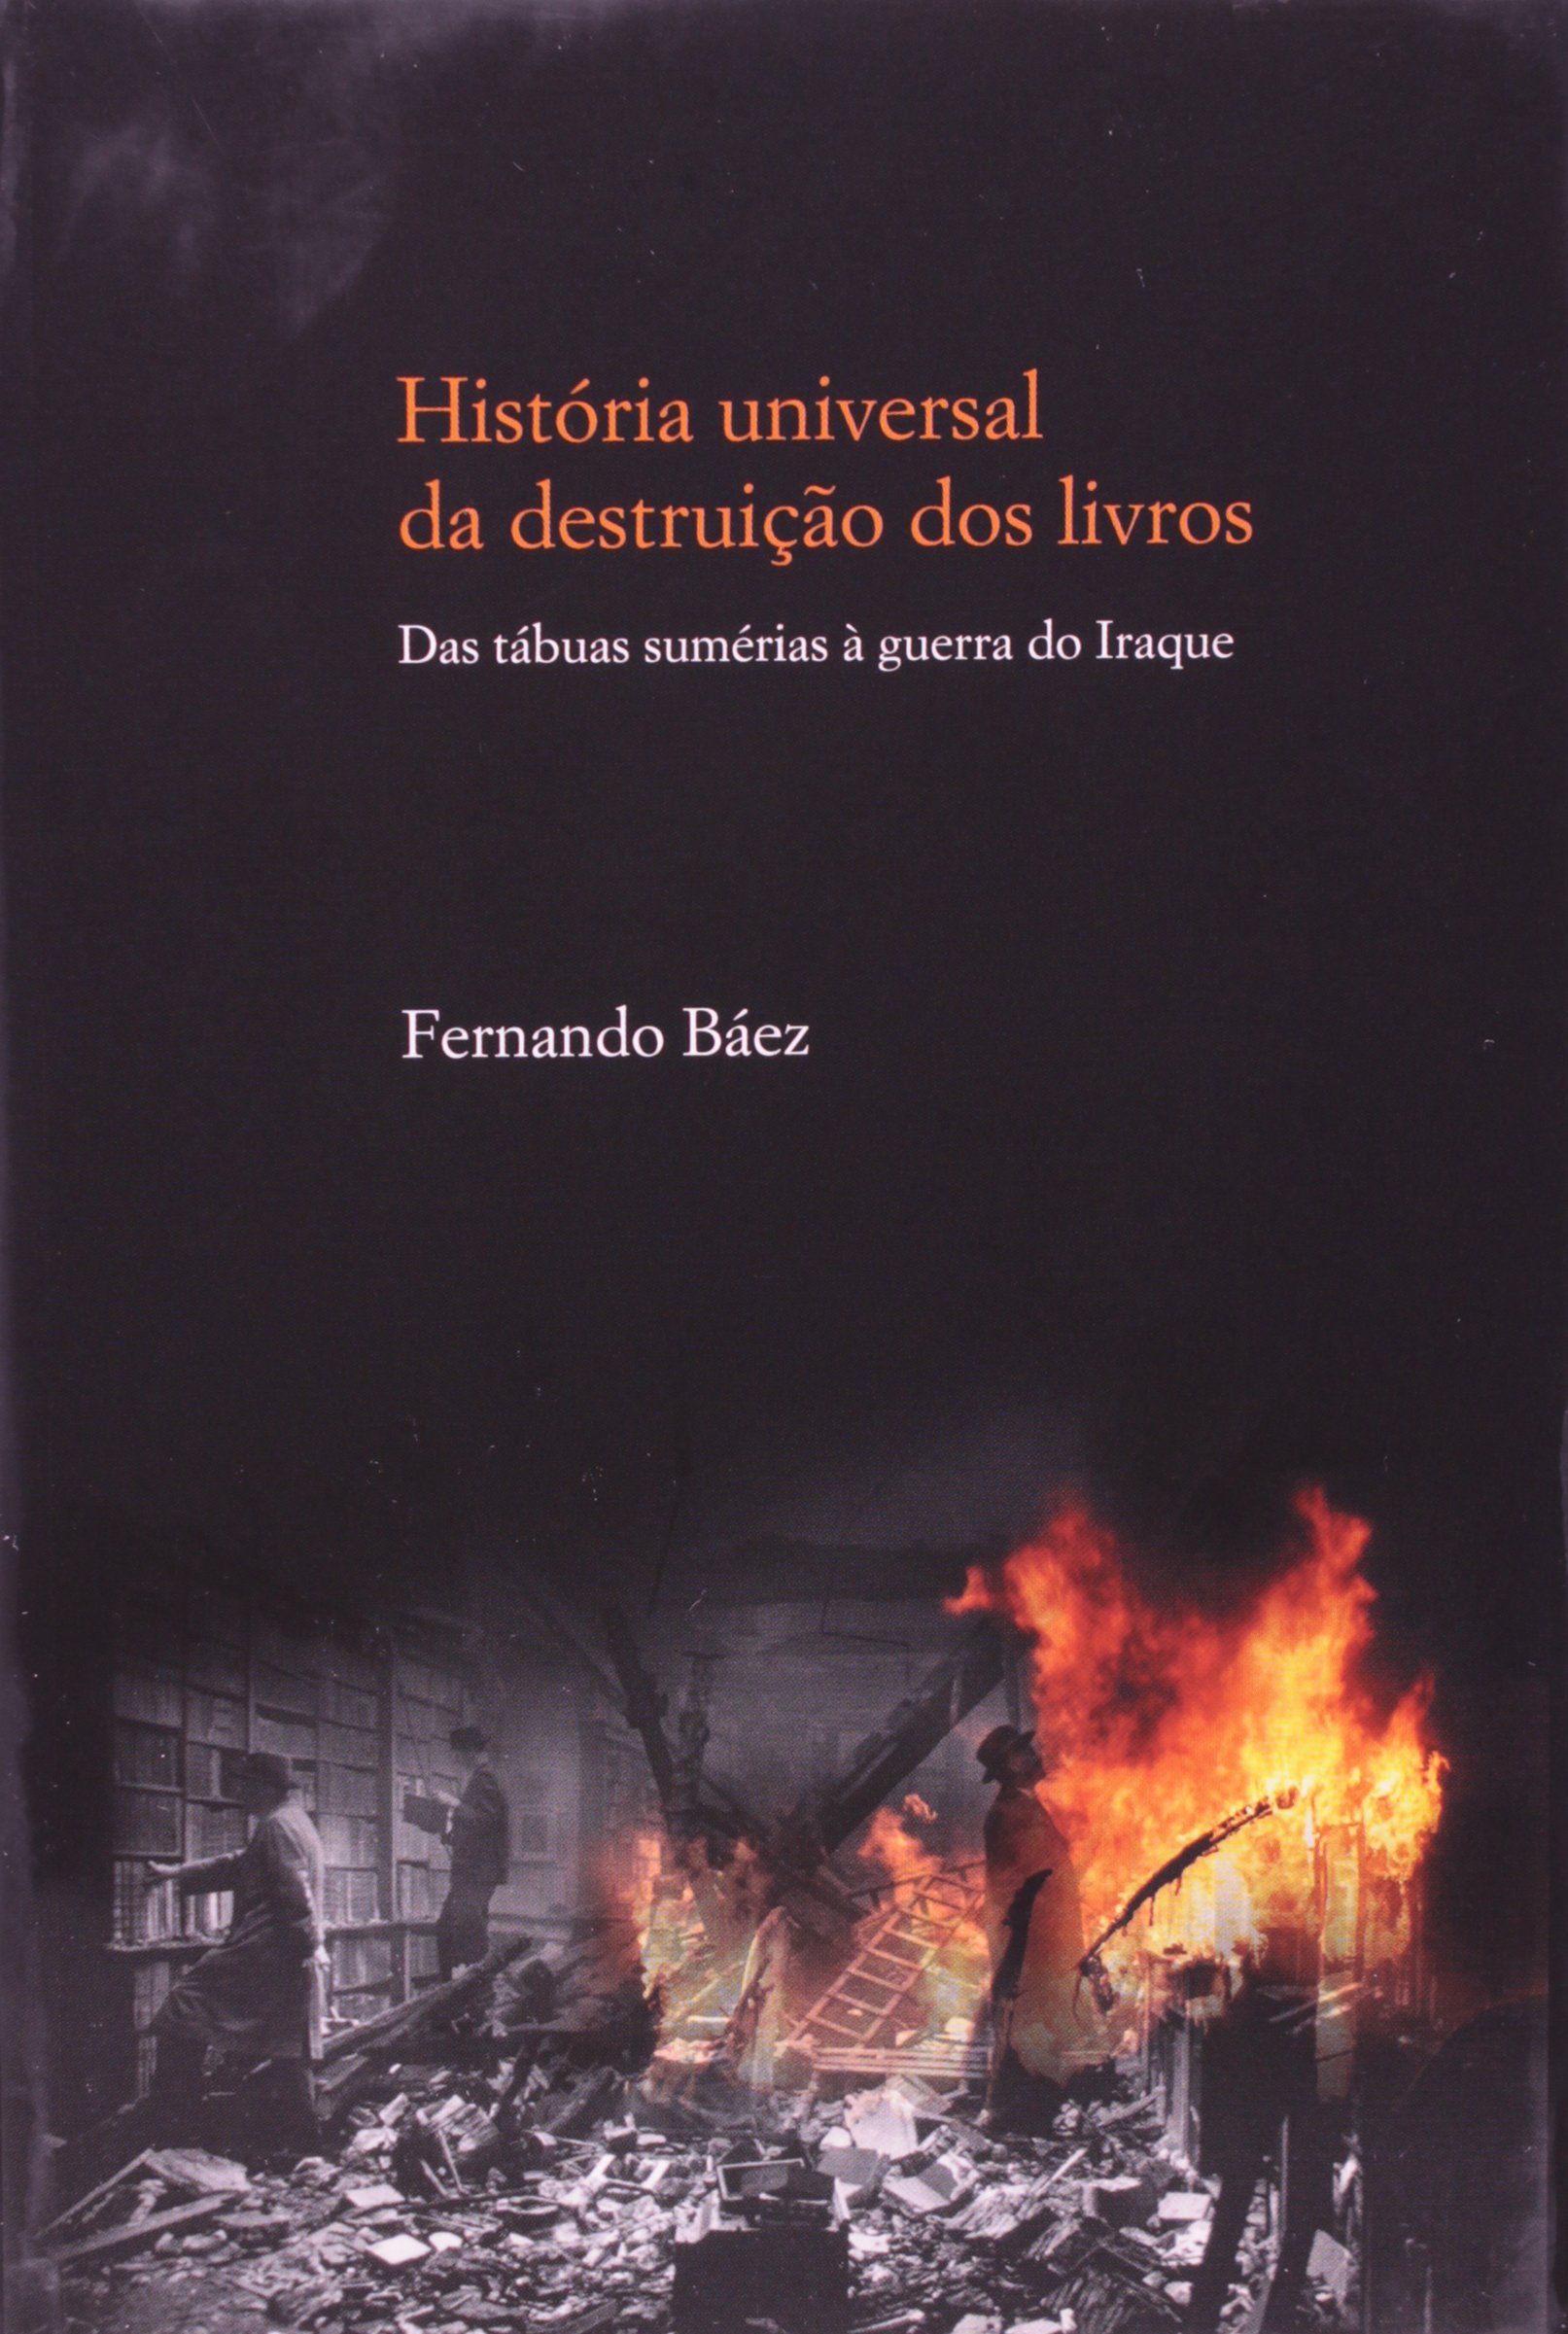 História universal
da destruição dos livros
Das tábuas sumérias à guerra do Iraque
Fernando Báez